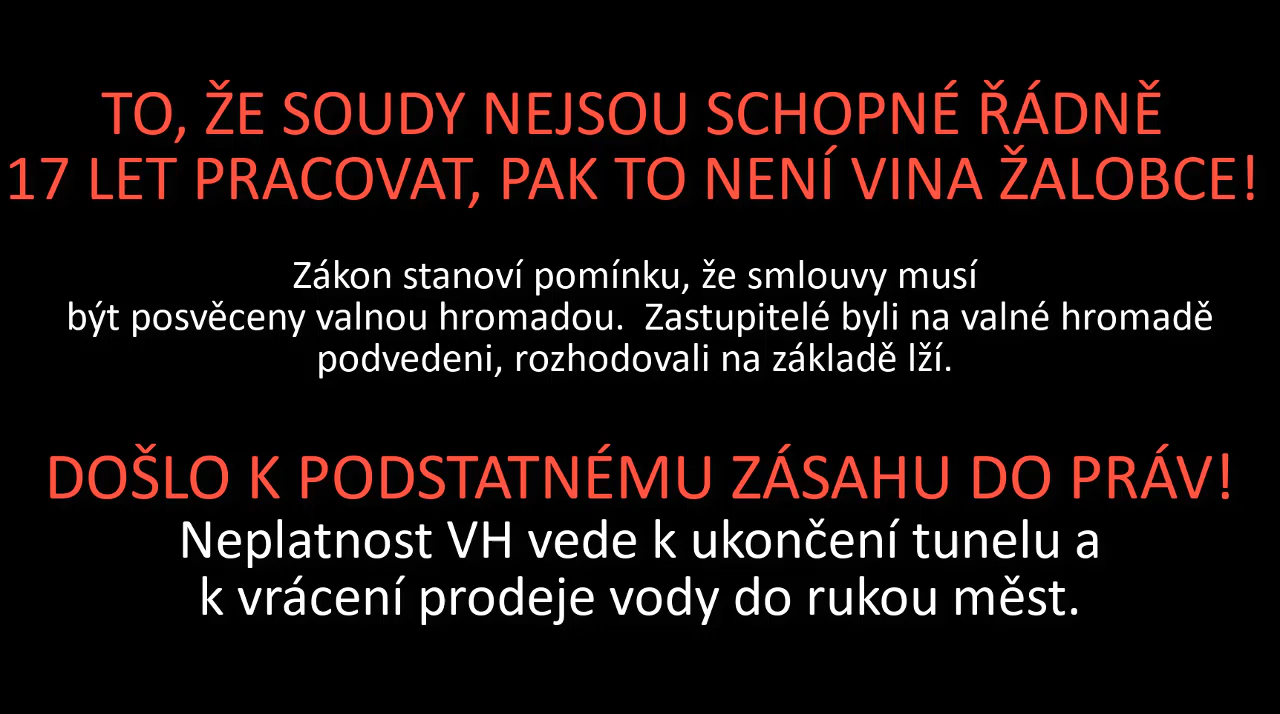 TO, ŽE SOUDY NEJSOU SCHOPNÉ ŘÁDNĚ
17 LET PRACOVAT, PAK TO NENÍ VINA ŽALOBCE!
Zákon stanoví pomínku, že smlouvy musí
být posvěceny valnou hromadou.  Zastupitelé byli na valné hromadě
podvedeni, rozhodovali na základě lží.
DOŠLO K PODSTATNÉMU ZÁSAHU DO PRÁV!
Neplatnost VH vede k ukončení tunelu a
k vrácení prodeje vody do rukou měst.